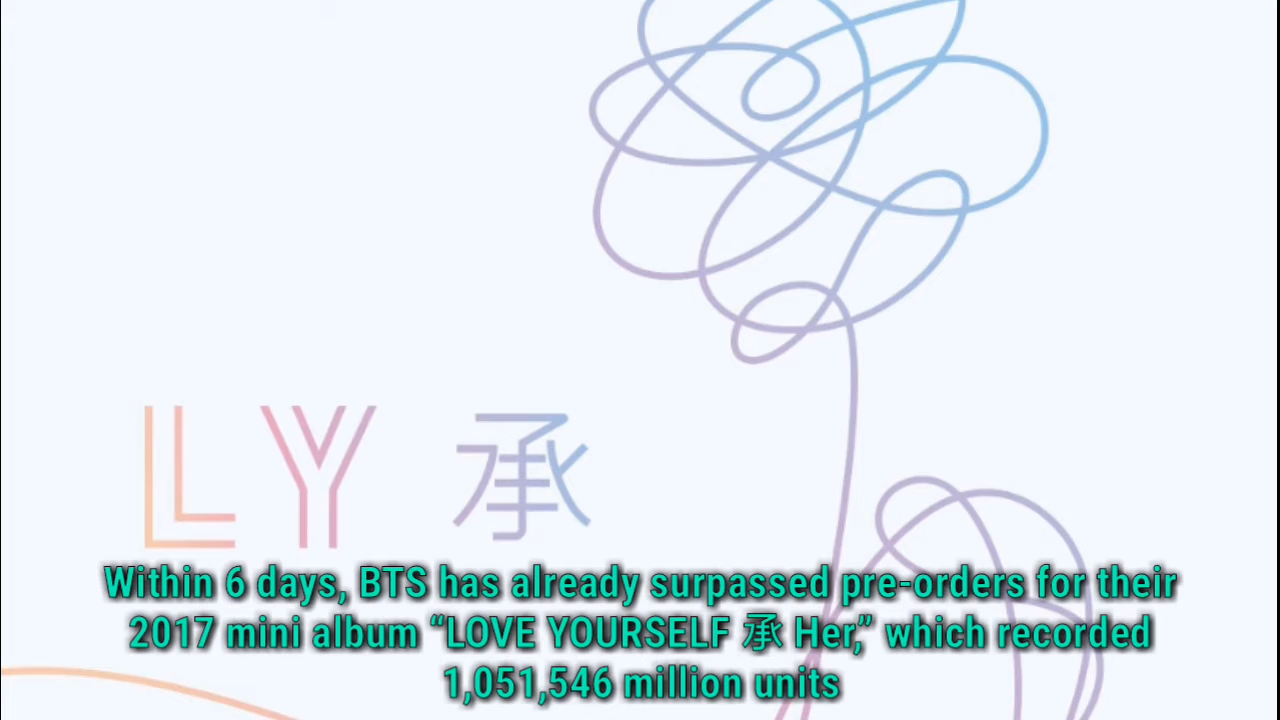 LY 承
Within 6 days, BTS has already surpassed pre-orders for their
2017 mini album “LOVE YOURSELF 承 Her,” which recorded
1,051,546 million units